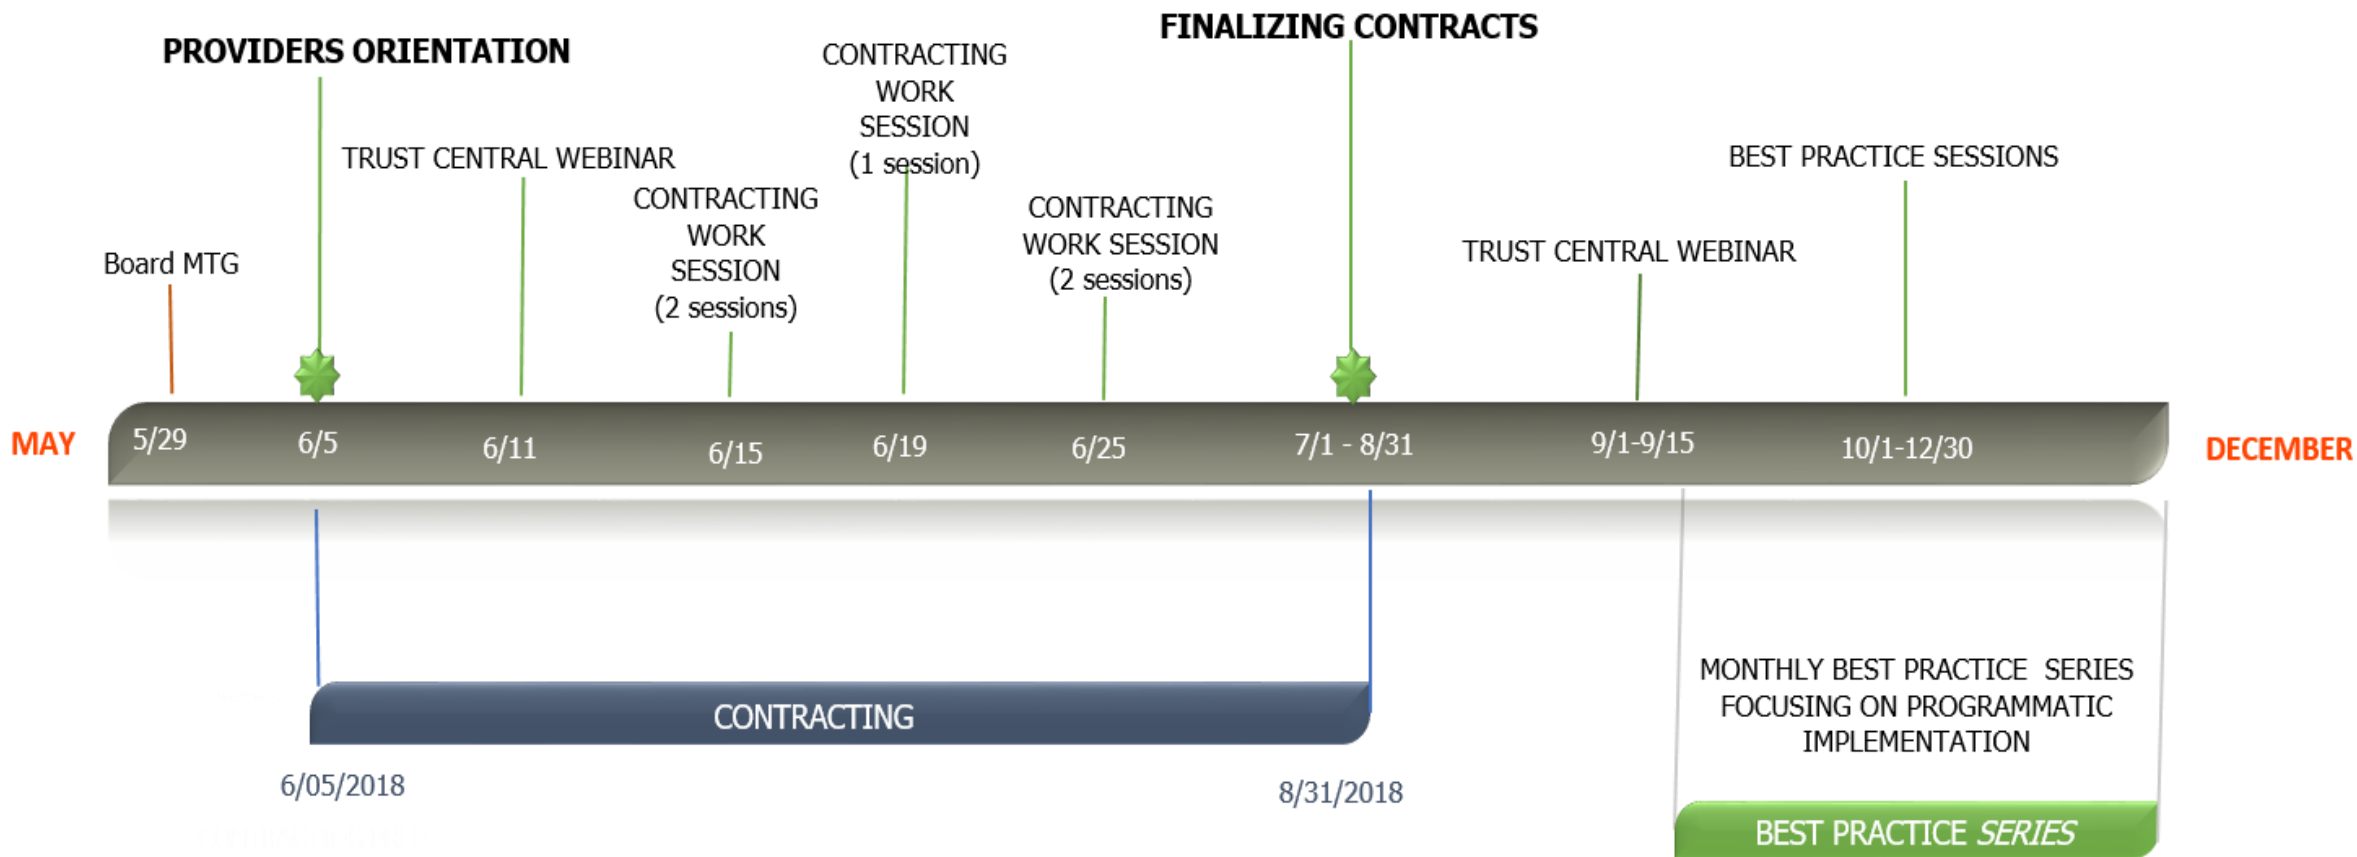 FINALIZING CONTRACTS
PROVIDERS ORIENTATION
CONTRACTING
WORK
SESSION
(1 session)
TRUST CENTRAL WEBINAR
BEST PRACTICE SESSIONS
CONTRACTING
WORK
SESSION
(2 sessions)
CONTRACTING
WORK SESSION
(2 sessions)
TRUST CENTRAL WEBINAR
Board MTG
MAY
5/29
6/5
6/11
6/15
6/19
6/25
7/1 - 8/31
9/1-9/15
10/1-12/30
DECEMBER
MONTHLY BEST PRACTICE SERIES
FOCUSING ON PROGRAMMATIC
IMPLEMENTATION
CONTRACTING
6/05/2018
8/31/2018
BEST PRACTICE SERIES